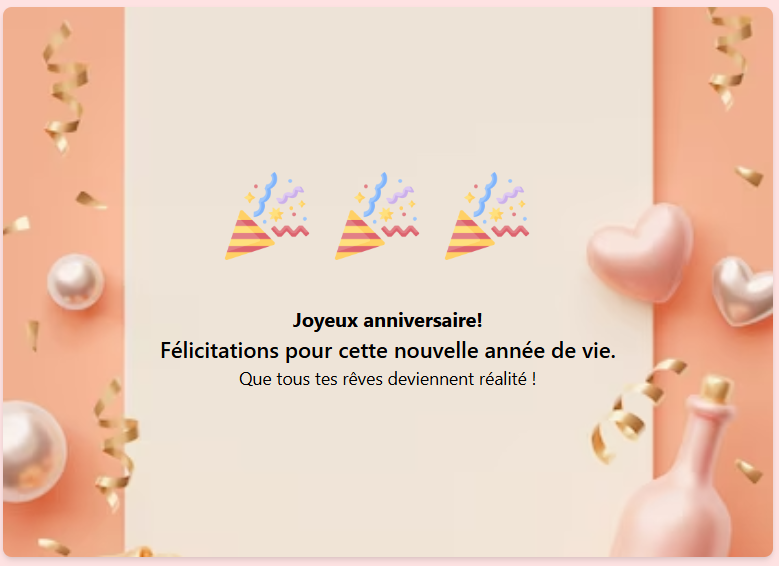 Joyeux anniversaire!
Félicitations pour cette nouvelle année de vie.
Que tous tes rêves deviennent réalité !